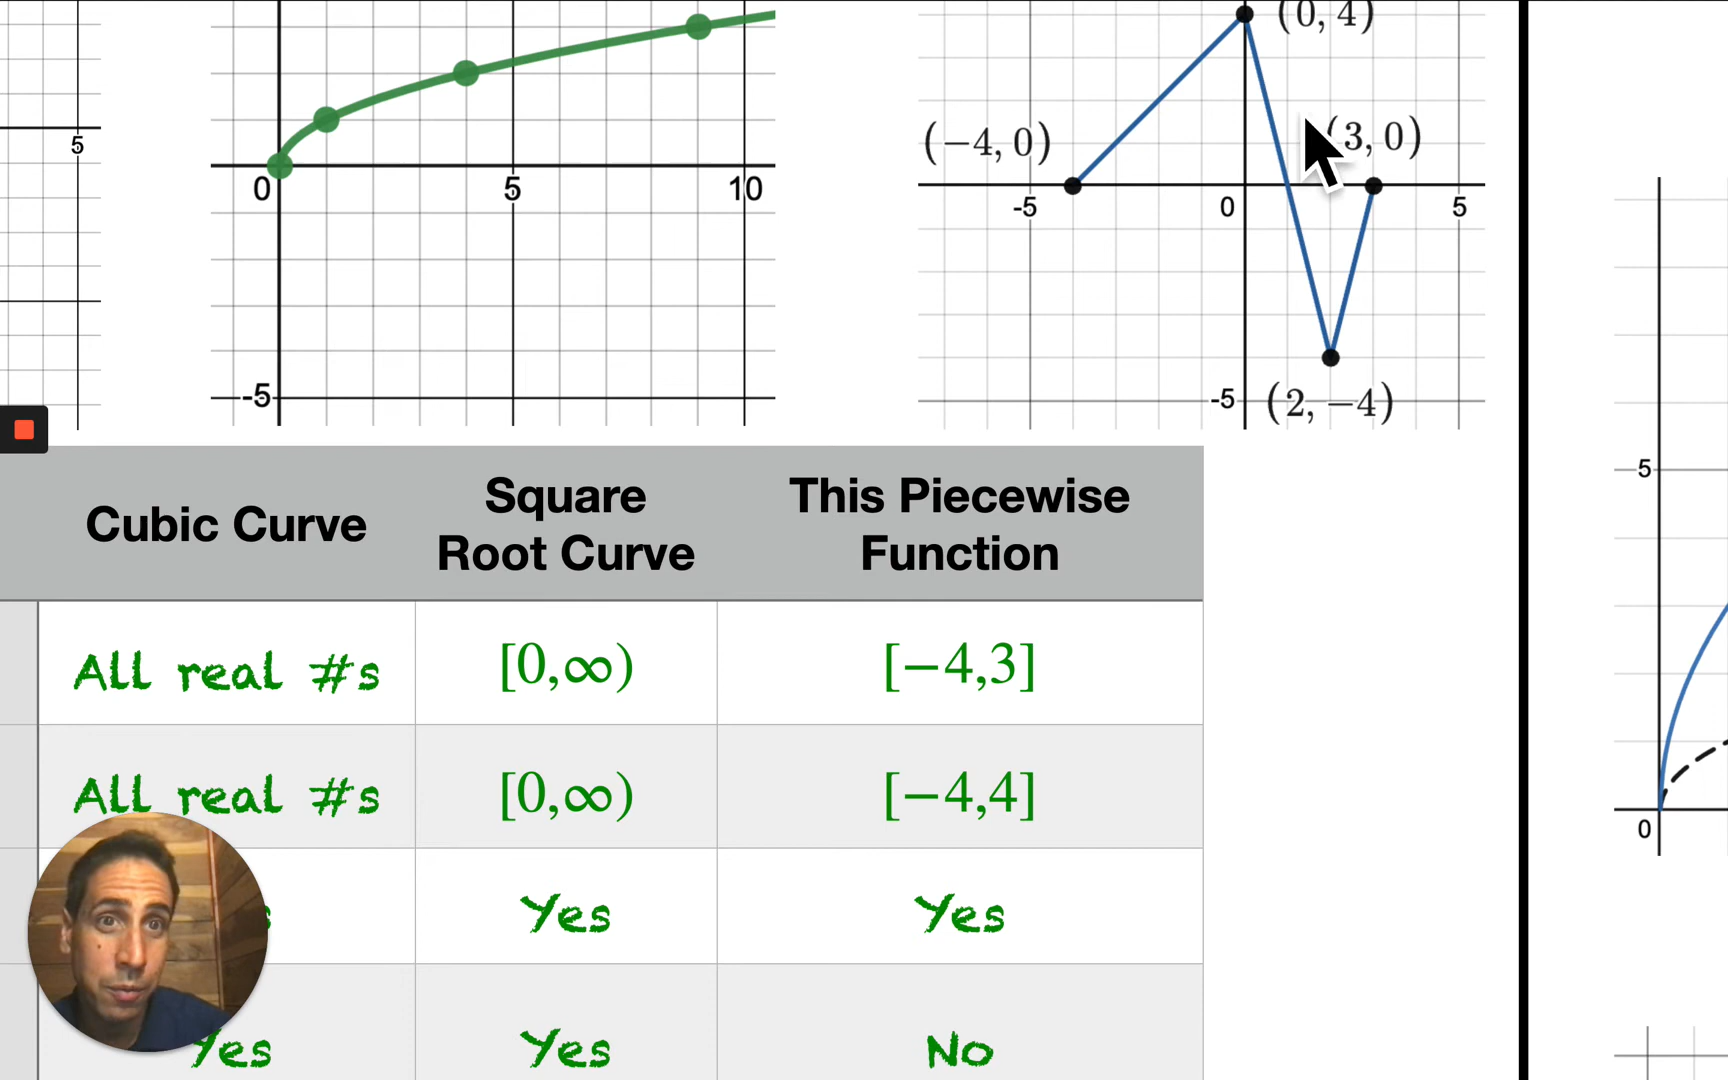 (0, 4)
(−4, 0)
(3, 0)
5
0
5
10
-5
0
5
-5
-5
(2, −4)
Cubic Curve
Square
Root Curve
This Piecewise
Function
All real #s
[0,∞)
[−4,3]
All real #s
[0,∞)
[−4,4]
Yes
Yes
Yes
Yes
No
5
0